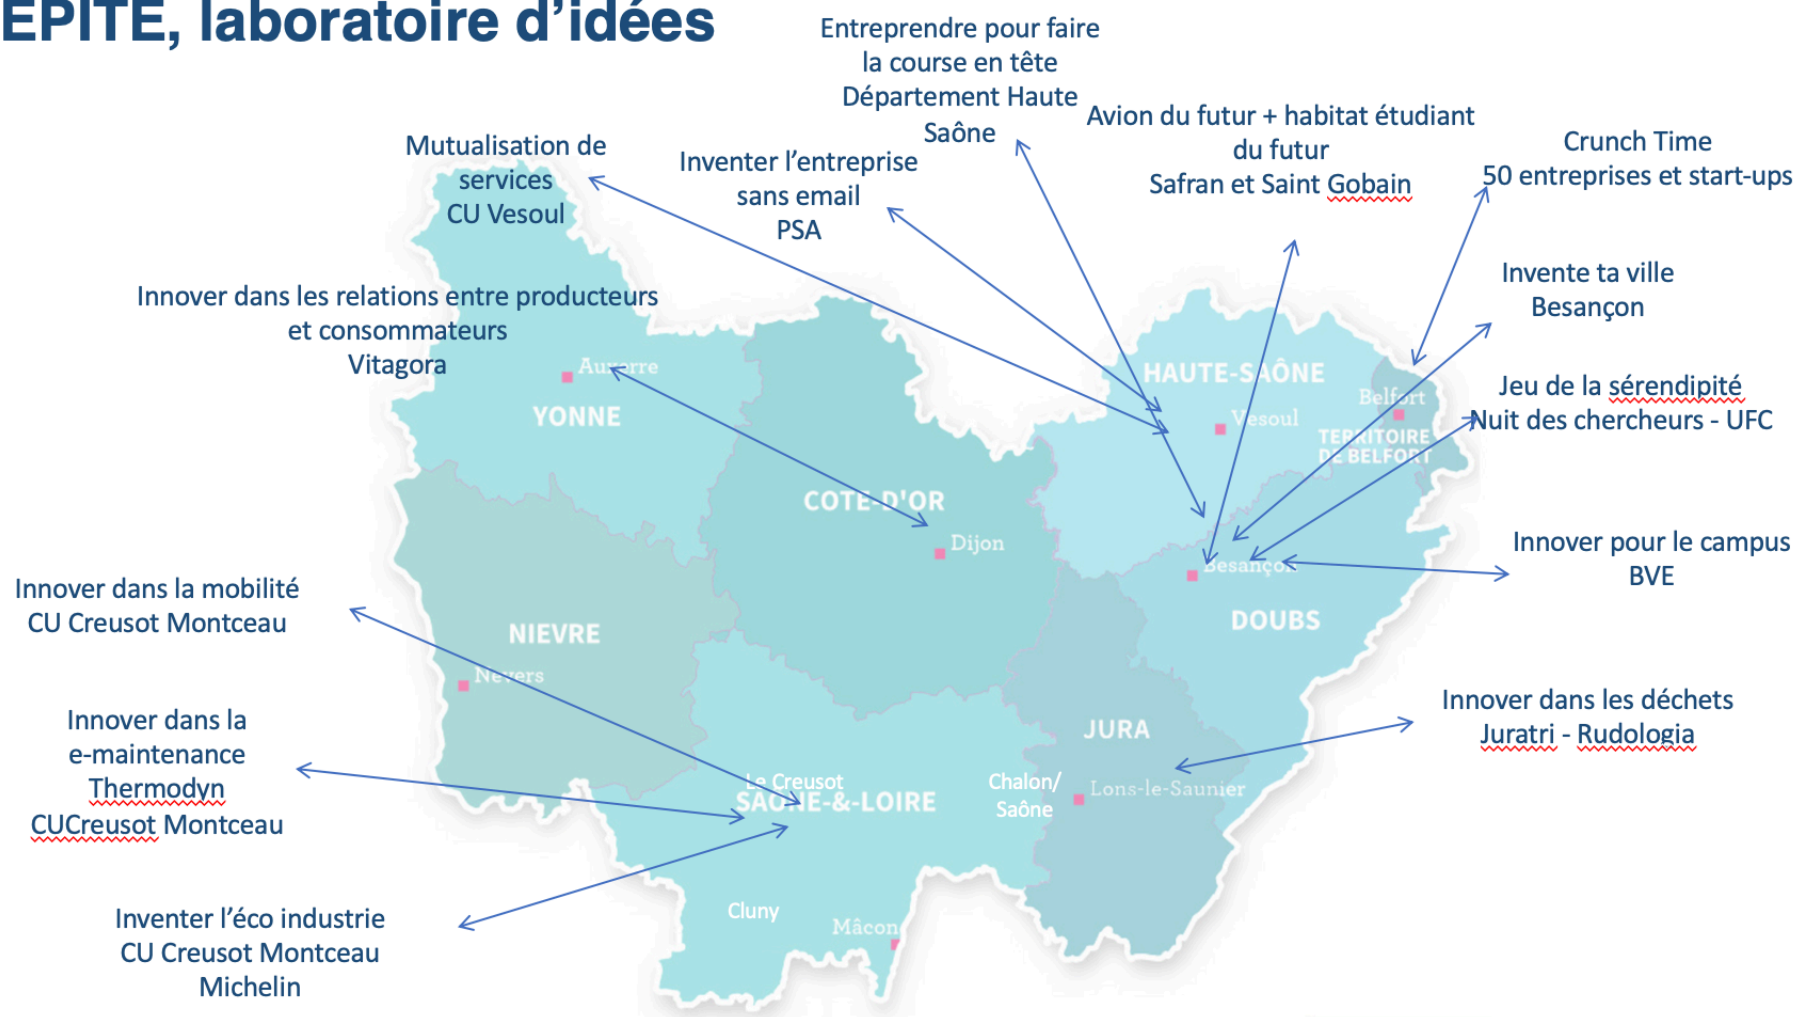 EPITE, laboratoire d’idées
Entreprendre pour faire
la course en tête
Département Haute
Saône
Avion du futur + habitat étudiant
du futur
Safran et Saint Gobain
Crunch Time
50 entreprises et start-ups
Mutualisation de
services
CU Vesoul
Inventer l’entreprise
sans email
PSA
Invente ta ville
Besançon
Innover dans les relations entre producteurs
et consommateurs
Vitagora
Jeu de la sérendipité
Nuit des chercheurs - UFC
Auxerre
YONNE
HAUTE-SAÔNE
Vesoul
Belfort
TERRITOIRE
DE BELFORT
COTE-D'OR
Dijon
Besançon
DOUBS
Innover pour le campus
BVE
Innover dans la mobilité
CU Creusot Montceau
NIEVRE
Nevers
Innover dans la
e-maintenance
Thermodyn
CUCreusot Montceau
JURA
Lons-le-Saunier
Innover dans les déchets
Juratri - Rudologia
Le Creusot
SAÔNE-&-LOIRE
Chalon/
Saône
Cluny
Mâcon
Inventer l’éco industrie
CU Creusot Montceau
Michelin